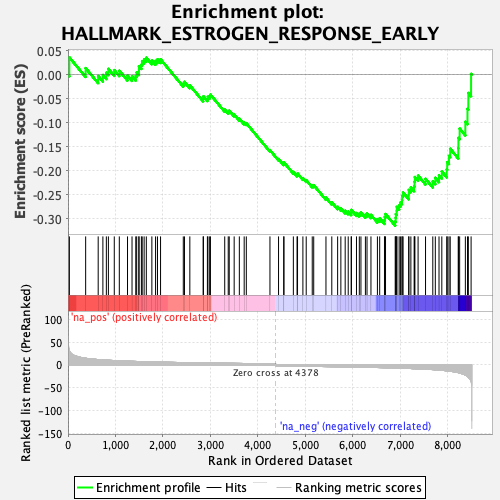 Enrichment plot:
HALLMARK_ESTROGEN_RESPONSE_EARLY
Enrichment score (ES)
0.05
0.00
-0.05
-0.10
-0.15
-0.20
-0.25
-0.30
'na_pos' (positively correlated)
'na_neg' (negatively correlated)
Ranked list metric (PreRanked)
100
50
0
-50
-100
-150
Zero cross at 4378
0
1,000
2,000
3,000
4,000
5,000
6,000
7,000
8,000
Rank in Ordered Dataset
Enrichment profile
Hits
Ranking metric scores